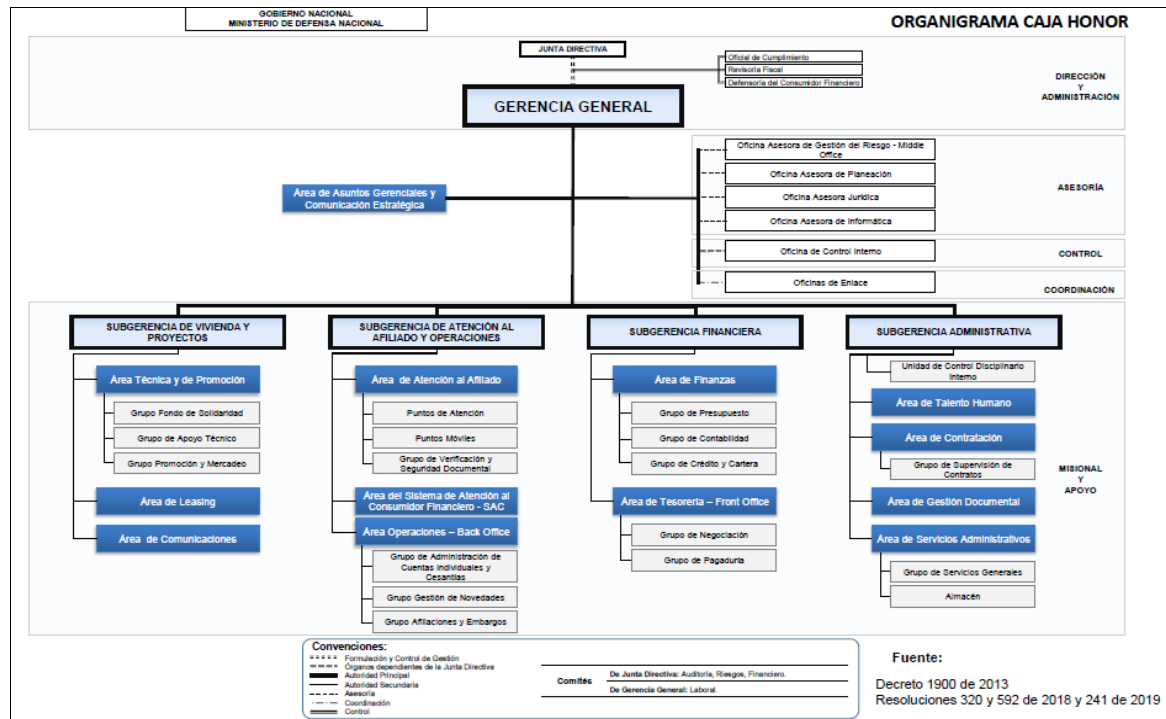 GOBIERNO NACIONAL
MINISTERIO DE DEFENSA NACIONAL
ORGANIGRAMA CAJA HONOR
JUNTA DIRECTIVA
Oficial de Cumplimiento
Revisoría Fiscal
Defensoría del Consumidor Financiero
DIRECCIÓN
Y
ADMINISTRACIÓN
GERENCIA GENERAL
Oficina Asesora de Gestión del Riesgo - Middle
Office
Oficina Asesora de Planeación
Oficina Asesora Jurídica
Oficina Asesora de Informática
ASESORÍA
Área de Asuntos Gerenciales y
Comunicación Estratégica
Oficina de Control Interno
CONTROL
Oficinas de Enlace
COORDINACIÓN
SUBGERENCIA DE VIVIENDA Y
PROYECTOS
Área Técnica y de Promoción
Grupo Fondo de Solidaridad
Grupo de Apoyo Técnico
Grupo Promoción y Mercadeo
Área de Leasing
Área de Comunicaciones
SUBGERENCIA DE ATENCIÓN AL
AFILIADO Y OPERACIONES
Área de Atención al Afiliado
Puntos de Atención
Puntos Móviles
Grupo de Verificación y
Seguridad Documental
Área del Sistema de Atención al
Consumidor Financiero - SAC
Área Operaciones – Back Office
Grupo de Administración de
Cuentas Individuales y
Cesantías
Grupo Gestión de Novedades
Grupo Afiliaciones y Embargos
SUBGERENCIA FINANCIERA
Área de Finanzas
Grupo de Presupuesto
Grupo de Contabilidad
Grupo de Crédito y Cartera
Área de Tesorería – Front Office
Grupo de Negociación
Grupo de Pagaduría
SUBGERENCIA ADMINISTRATIVA
Unidad de Control Disciplinario
Interno
Área de Talento Humano
Área de Contratación
Grupo de Supervisión de
Contratos
Área de Gestión Documental
Área de Servicios Administrativos
Grupo de Servicios Generales
Almacén
MISIONAL
Y
APOYO
Convenciones:
Formulación y Control de Gestión
Órganos dependientes de la Junta Directiva
Autoridad Principal
Autoridad Secundaria
Asesoría
Coordinación
Control
Comités
De Junta Directiva: Auditoría, Riesgos, Financiero.
De Gerencia General: Laboral.
Fuente:
Decreto 1900 de 2013
Resoluciones 320 y 592 de 2018 y 241 de 2019